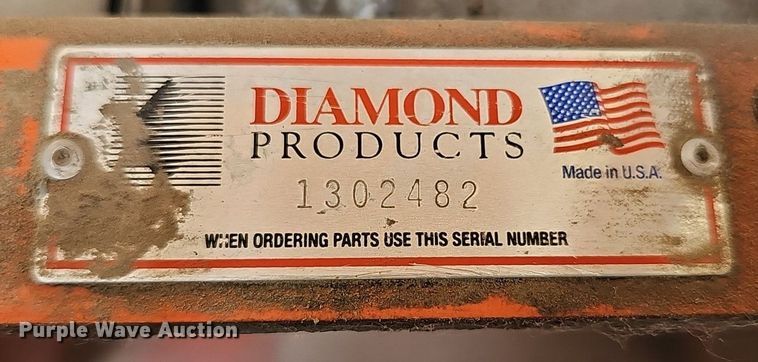 DIAMOND
PRODUCTS
Made in U.S.A.
1302482
WHEN ORDERING PARTS USE THIS SERIAL NUMBER
Purple Wave Auction